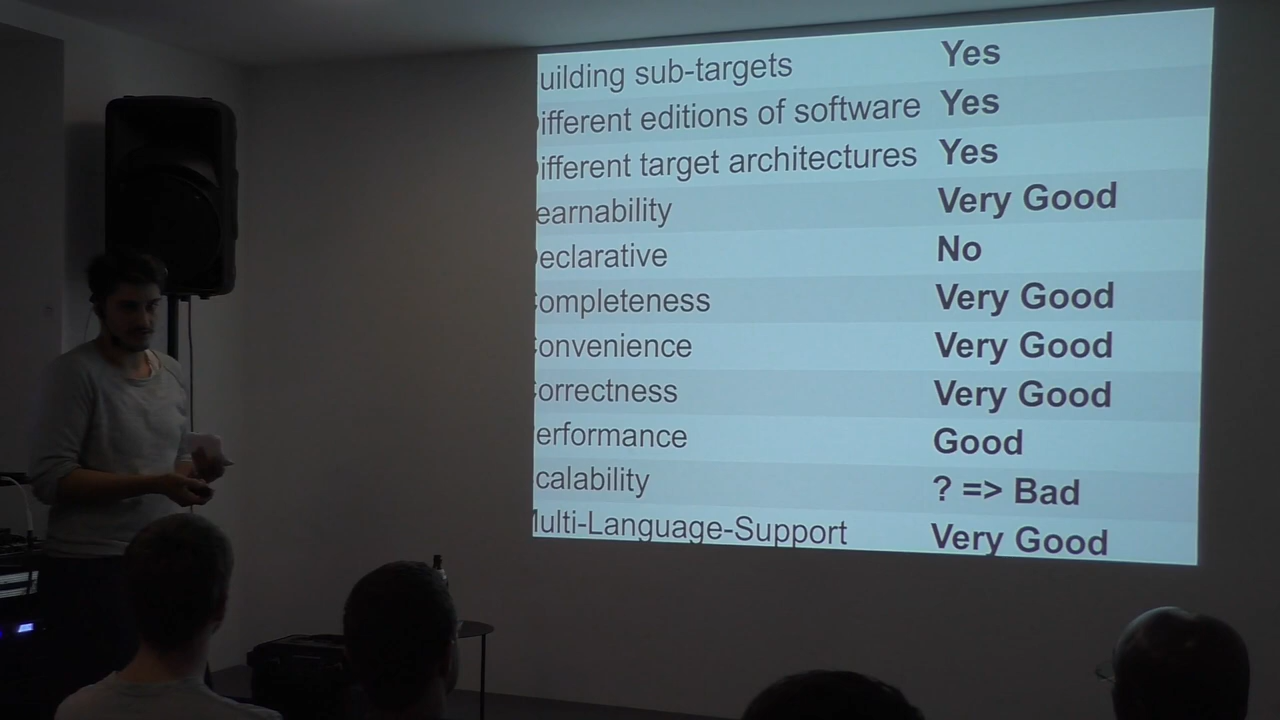 uilding sub-targets Yes
ifferent editions of software Yes
ifferent target architectures Yes
earnability Very Good
eclarative No
ompleteness Very Good
onvenience Very Good
orrectness Very Good
erformance Good
calability ? => Bad
ulti-Language-Support Very Good